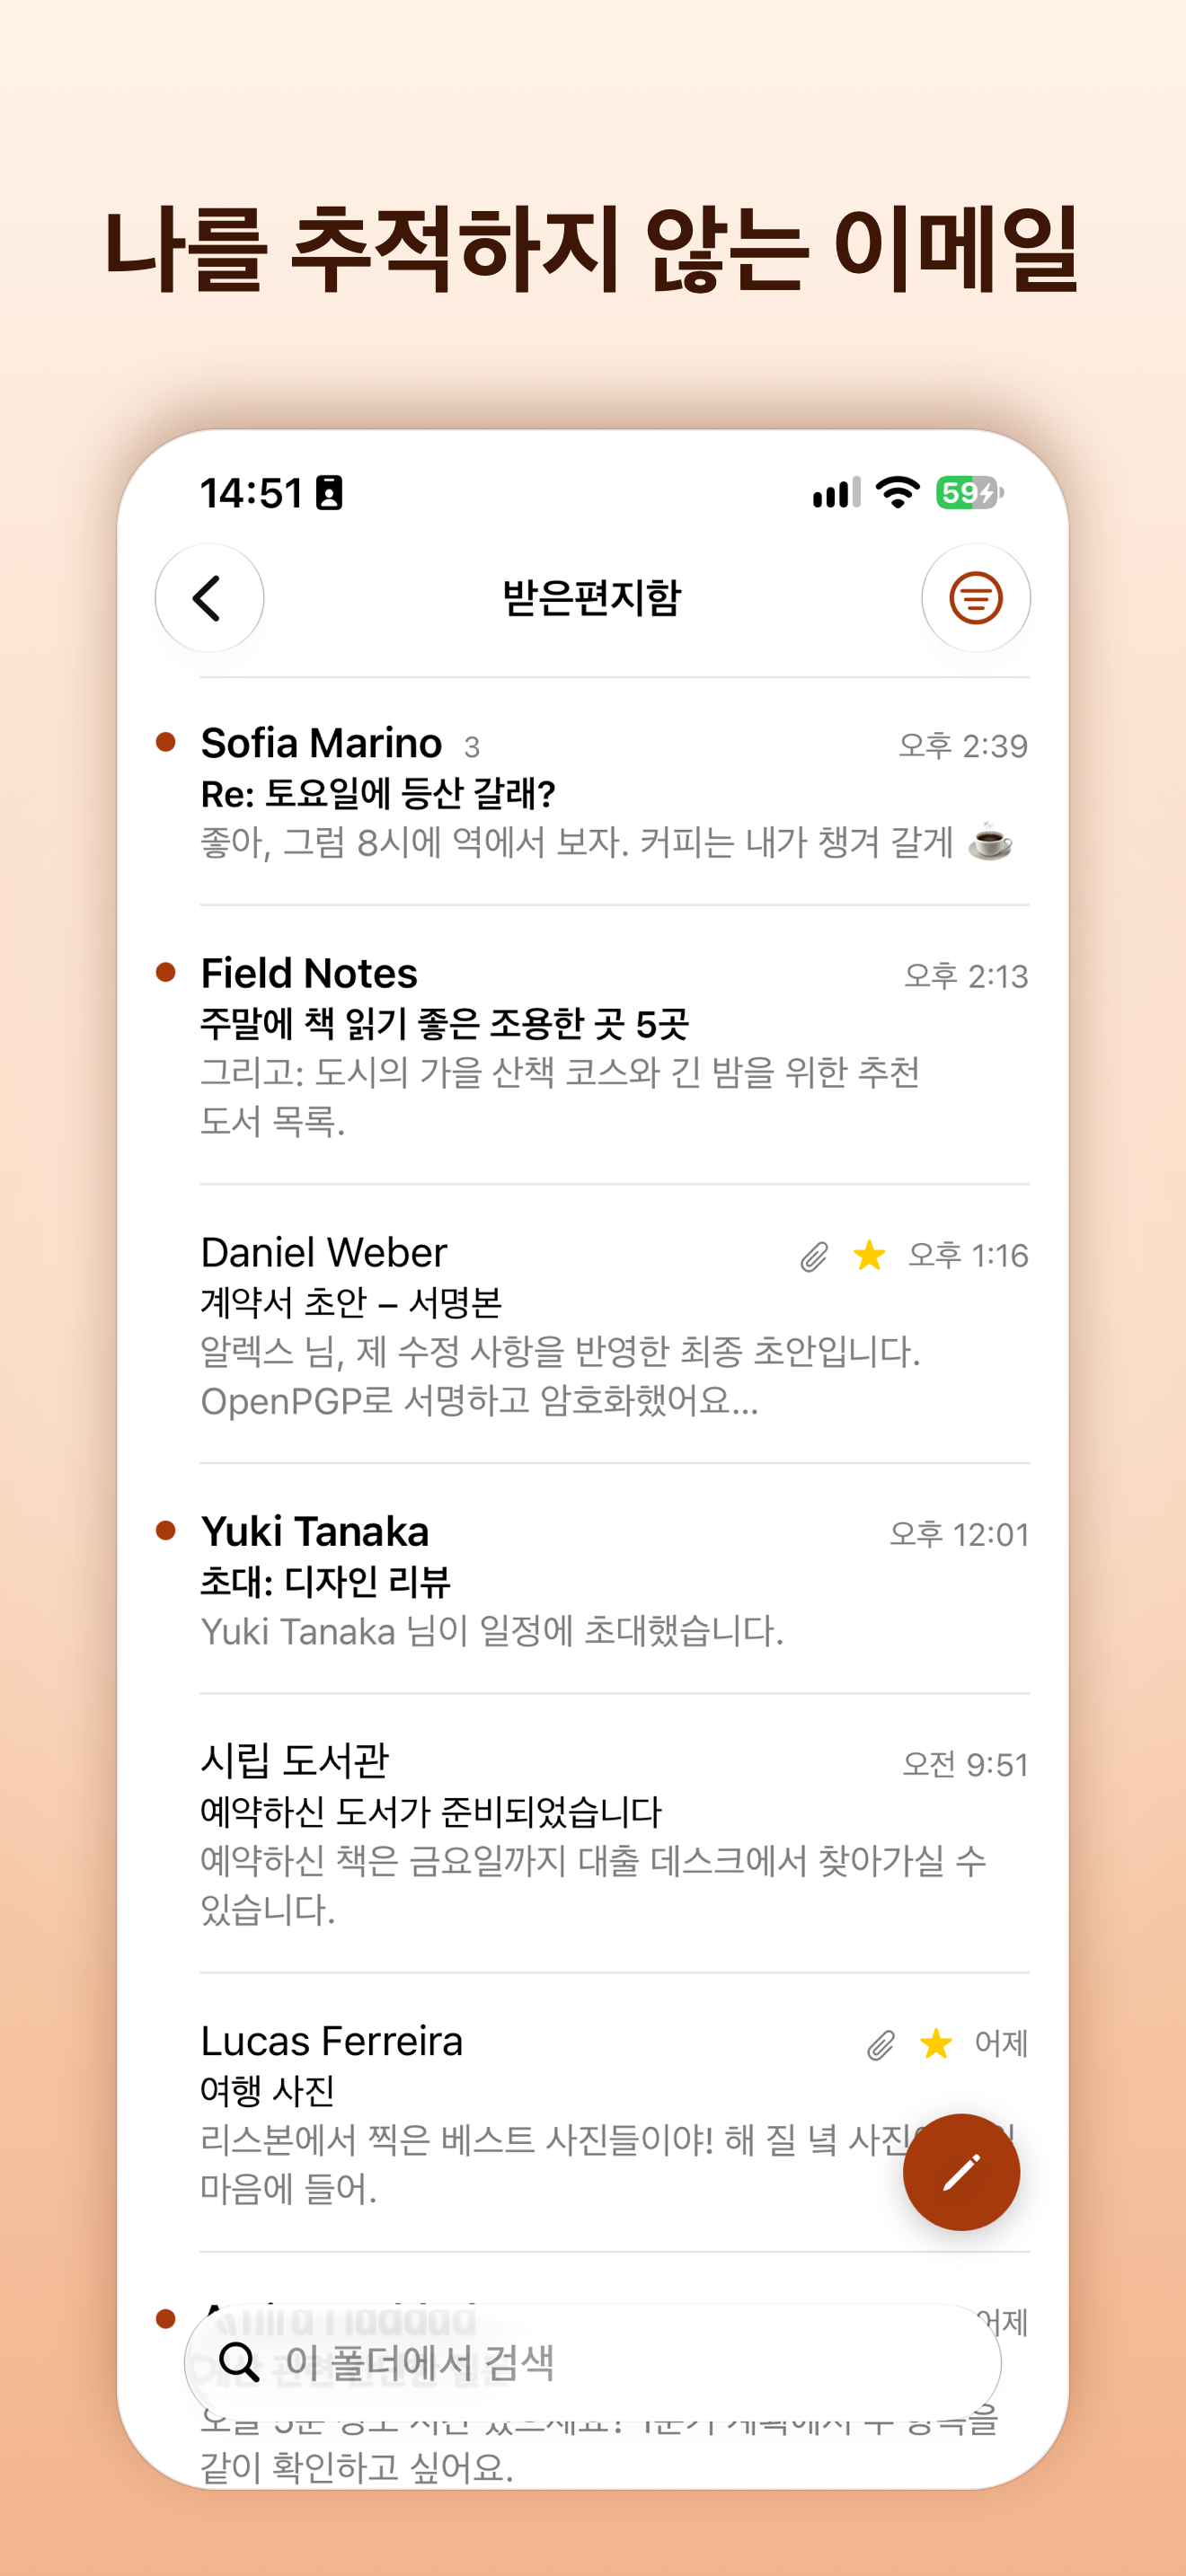 나를 추적하지 않는 이메일
14:51
59
받은편지함
Sofia Marino 3 오후 2:39
Re: 토요일에 등산 갈래?
좋아, 그럼 8시에 역에서 보자. 커피는 내가 챙겨 갈게 ☕
Field Notes 오후 2:13
주말에 책 읽기 좋은 조용한 곳 5곳
그리고: 도시의 가을 산책 코스와 긴 밤을 위한 추천
도서 목록.
Daniel Weber 오후 1:16
계약서 초안 – 서명본
알렉스 님, 제 수정 사항을 반영한 최종 초안입니다.
OpenPGP로 서명하고 암호화했어요...
Yuki Tanaka 오후 12:01
초대: 디자인 리뷰
Yuki Tanaka 님이 일정에 초대했습니다.
시립 도서관 오전 9:51
예약하신 도서가 준비되었습니다
예약하신 책은 금요일까지 대출 데스크에서 찾아가실 수
있습니다.
Lucas Ferreira 어제
여행 사진
리스본에서 찍은 베스트 사진들이야! 해 질 녘
마음에 들어.
어제
이 폴더에서 검색
같이 확인하고 싶어요.